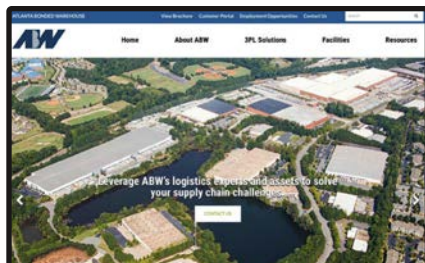 ATLANTA BONDED WAREHOUSE
View Brochure Customer Portal Employment Opportunities Contact Us
Search
ABW
Home About ABW 3PL Solutions Facilities Resources
Leverage ABW's logistics experts and assets to solve
your supply chain challenges.
CONTACT US